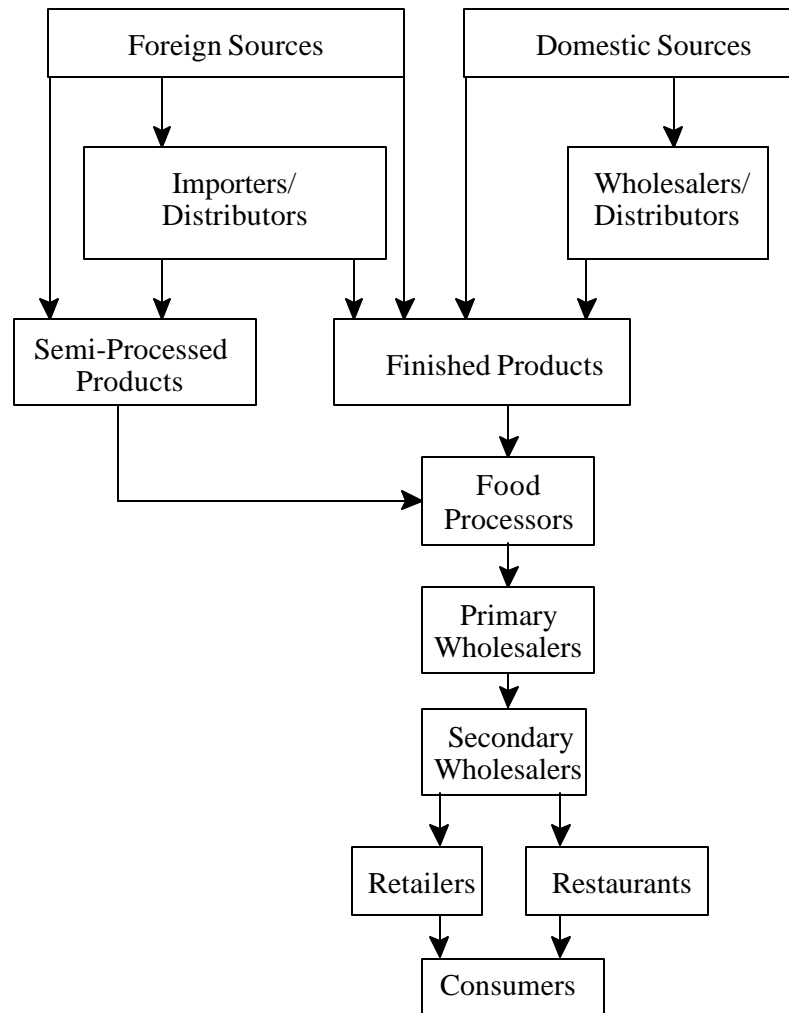 Foreign Sources
Domestic Sources
Importers/
Distributors
Wholesalers/
Distributors
Semi-Processed
Products
Finished Products
Food
Processors
Primary
Wholesalers
Secondary
Wholesalers
Retailers
Restaurants
Consumers